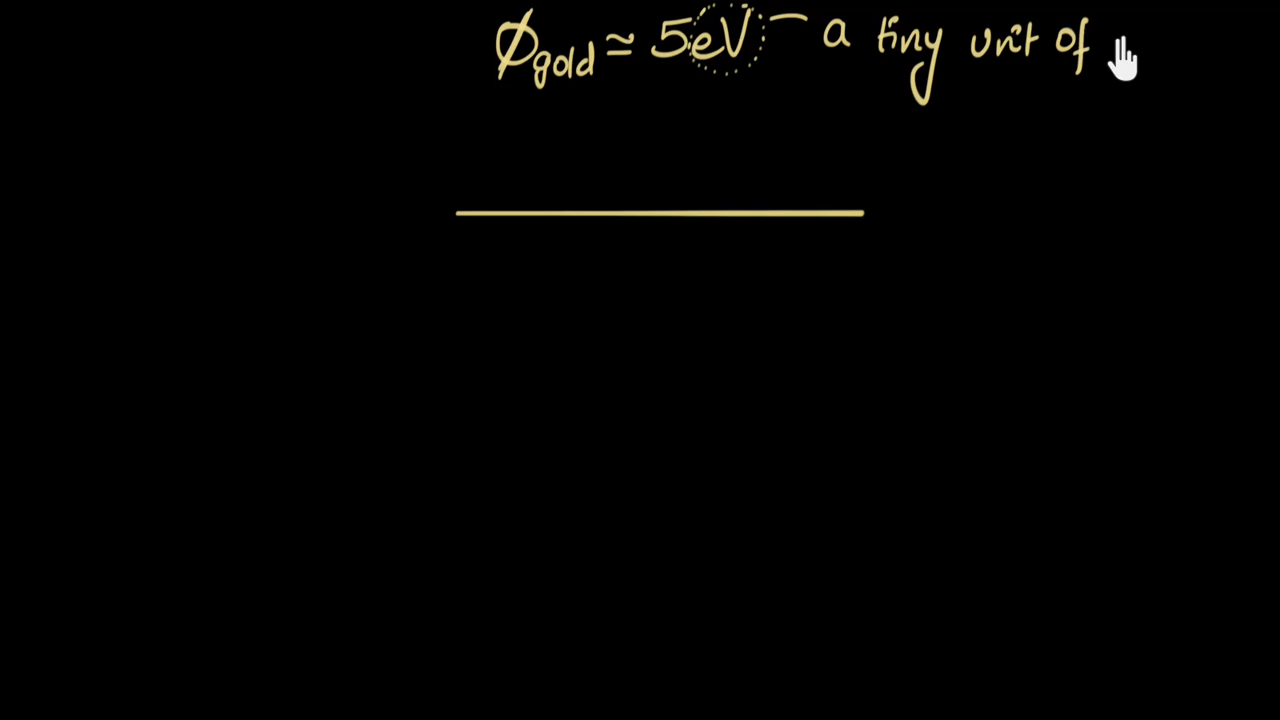 ϕgold ≃ 5eV — a tiny unit of